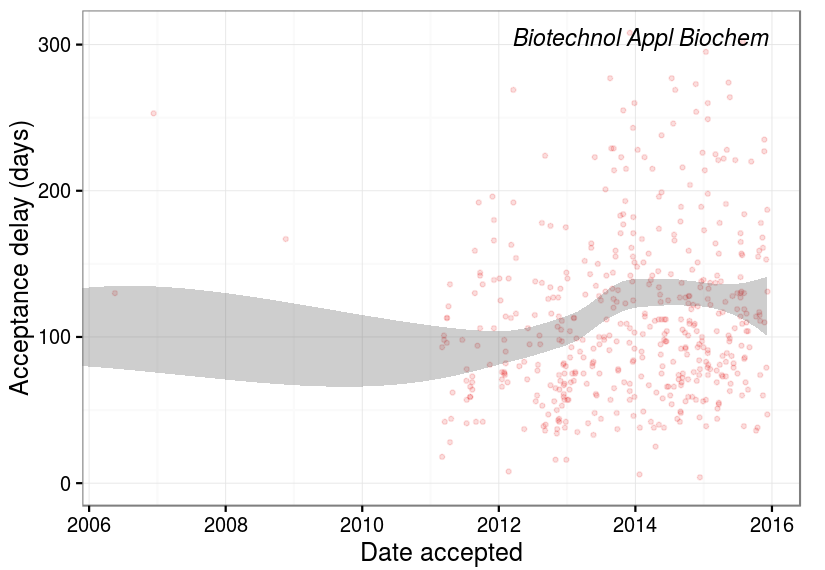 Biotechnol Appl Biochem
300
200
100
0
Acceptance delay (days)
2006 2008 2010 2012 2014 2016
Date accepted